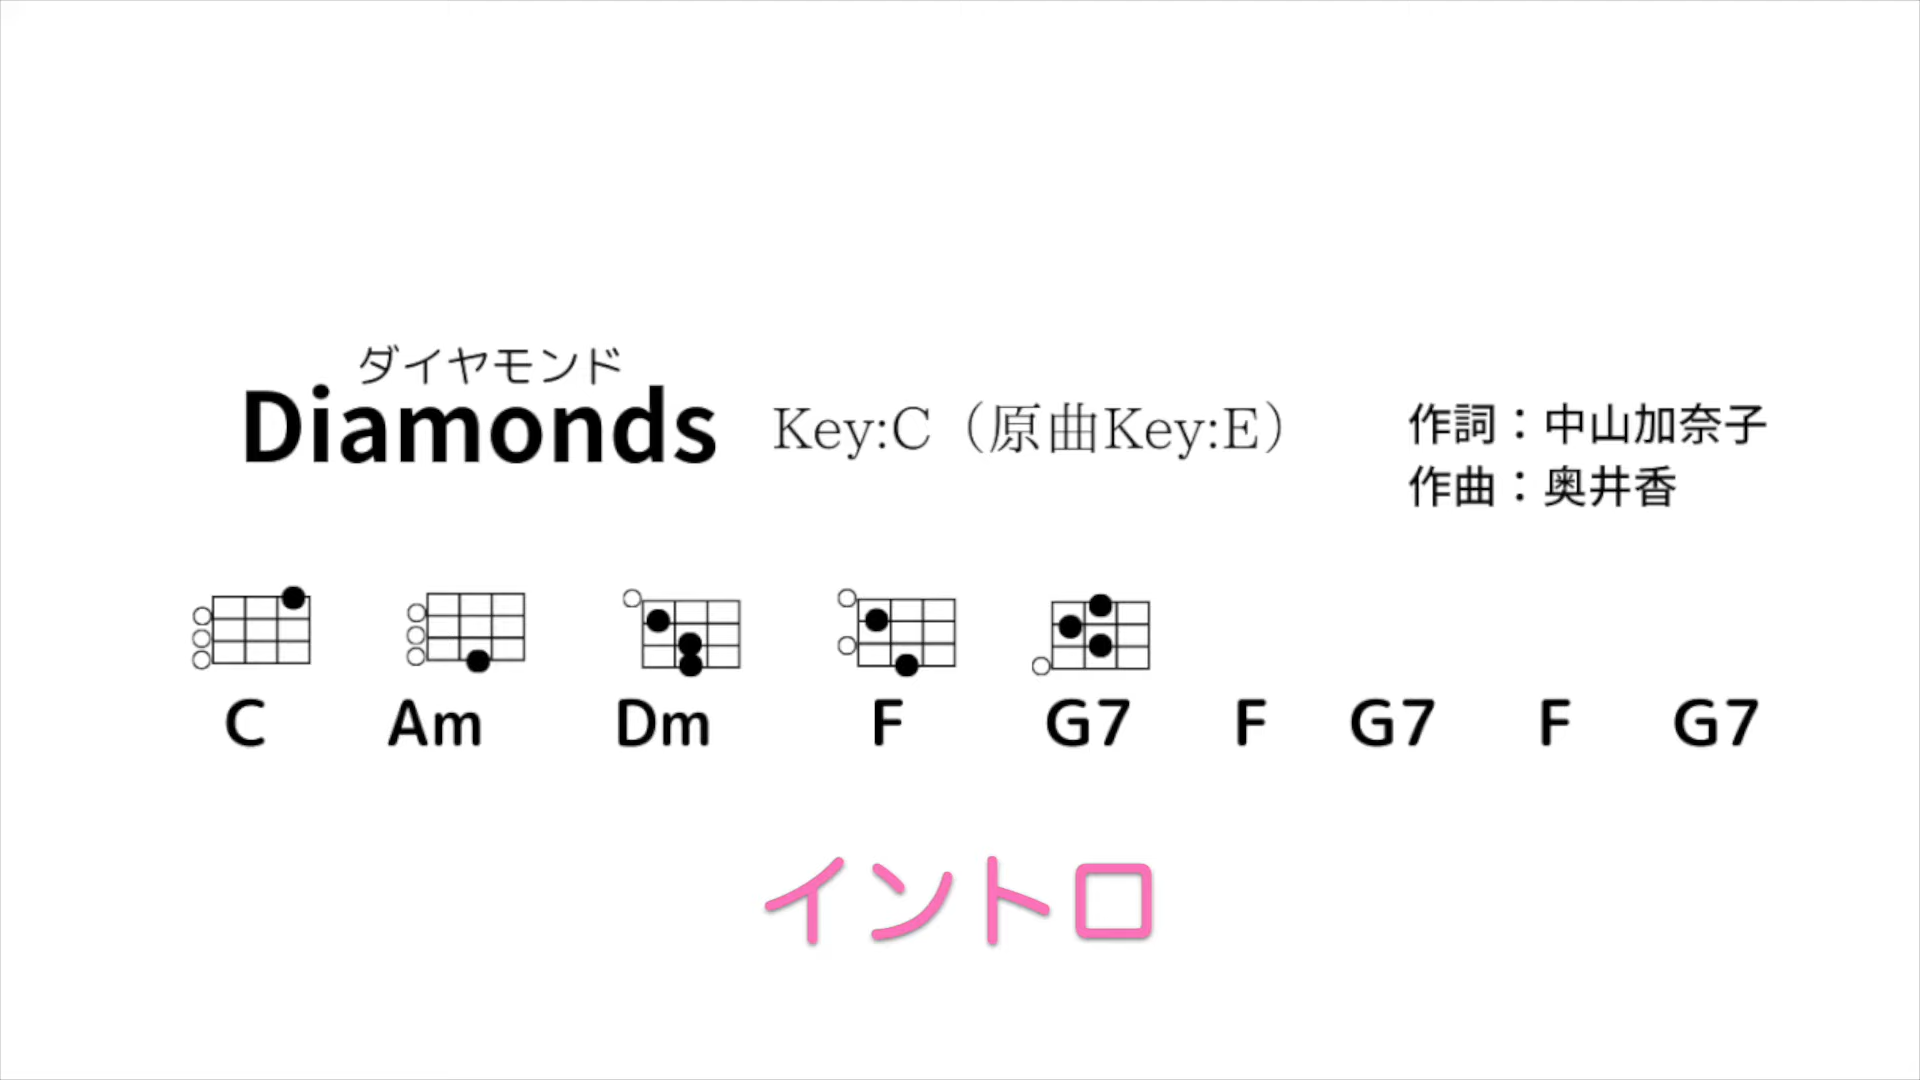 ダイヤモンド
Diamonds Key:C（原曲Key:E）
作詞：中山加奈子
作曲：奥井香
C Am Dm F G7 F G7 F G7
イントロ